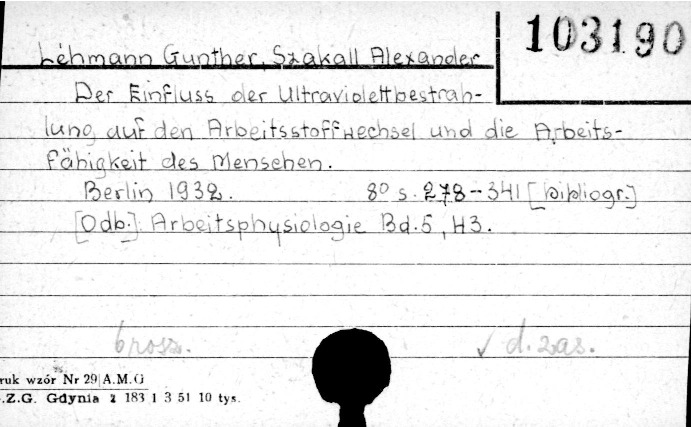 103190
Lehmann Gunther, Szakall Alexander
Der Einfluss der Ultraviolettbestrah-
lung auf den Arbeitsstoffwechsel und die Arbeits-
fähigkeit des Menschen.
Berlin 1932. 8° s. 278-341 [bibliogr.]
[Odb.]: Arbeitsphysiologie Bd. 5, H3.
brosz. √ d. zas.
ruk wzór Nr 29|A.M.G
.Z.G. Gdynia z 183 1 3 51 10 tys.